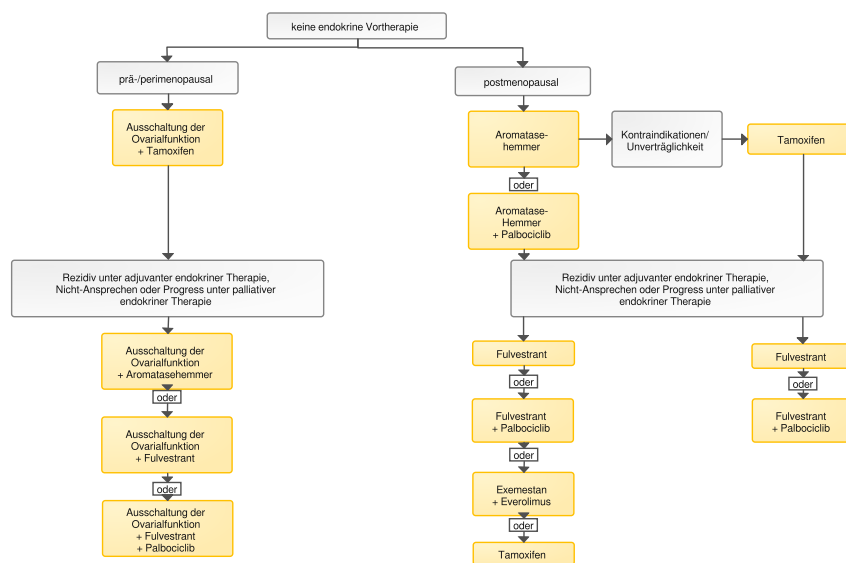 keine endokrine Vortherapie
prä-/perimenopausal
Ausschaltung der
Ovarialfunktion
+ Tamoxifen
Rezidiv unter adjuvanter endokriner Therapie,
Nicht-Ansprechen oder Progress unter palliativer
endokriner Therapie
Ausschaltung der
Ovarialfunktion
+ Aromatasehemmer
oder
Ausschaltung der
Ovarialfunktion
+ Fulvestrant
oder
Ausschaltung der
Ovarialfunktion
+ Fulvestrant
+ Palbociclib
postmenopausal
Aromatase-
hemmer
Kontraindikationen/
Unverträglichkeit
Tamoxifen
oder
Aromatase-
Hemmer
+ Palbociclib
Rezidiv unter adjuvanter endokriner Therapie,
Nicht-Ansprechen oder Progress unter palliativer
endokriner Therapie
Fulvestrant
oder
Fulvestrant
+ Palbociclib
oder
Exemestan
+ Everolimus
oder
Tamoxifen
Fulvestrant
oder
Fulvestrant
+ Palbociclib